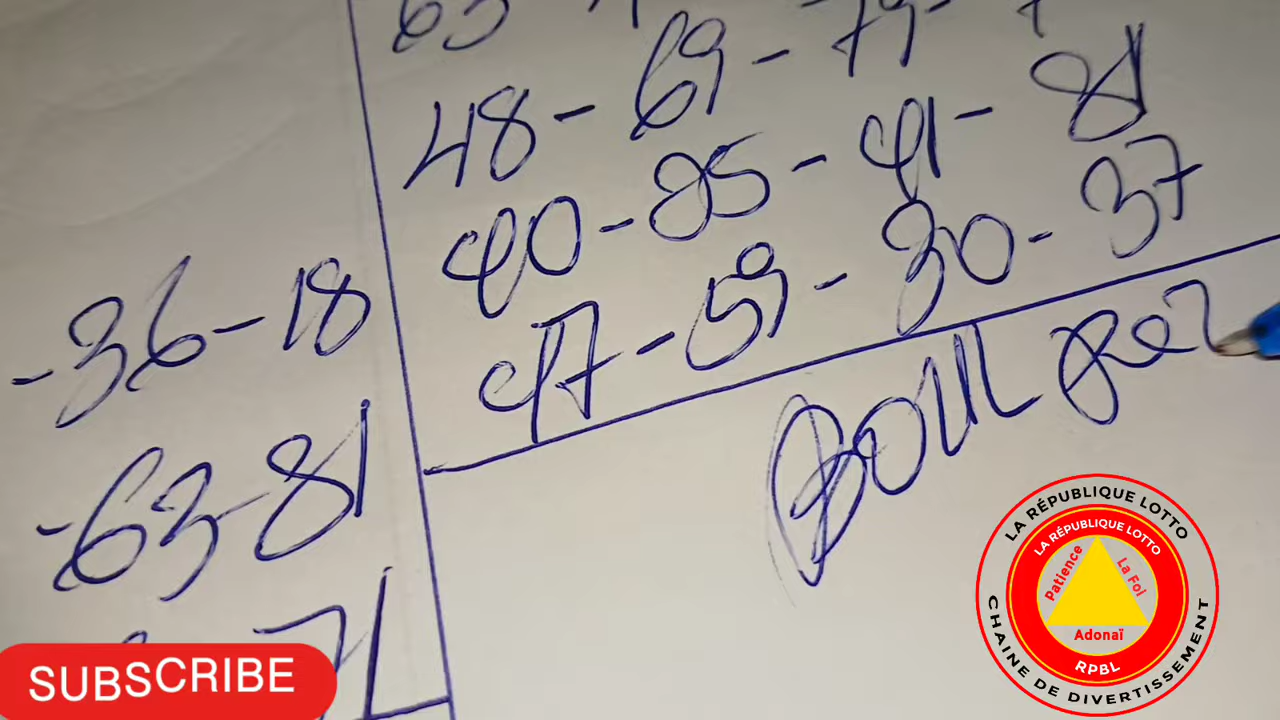 48 - 69 - 79 -
40 - 85 - 41 - 81
47 - 59 - 30 - 37
- 36 - 18
- 63 - 81
71
BOUL
SUBSCRIBE
LA RÉPUBLIQUE LOTTO
LA RÉPUBLIQUE LOTTO
Patience
La Foi
Adonaï
RPBL
CHAINE DE DIVERTISSEMENT